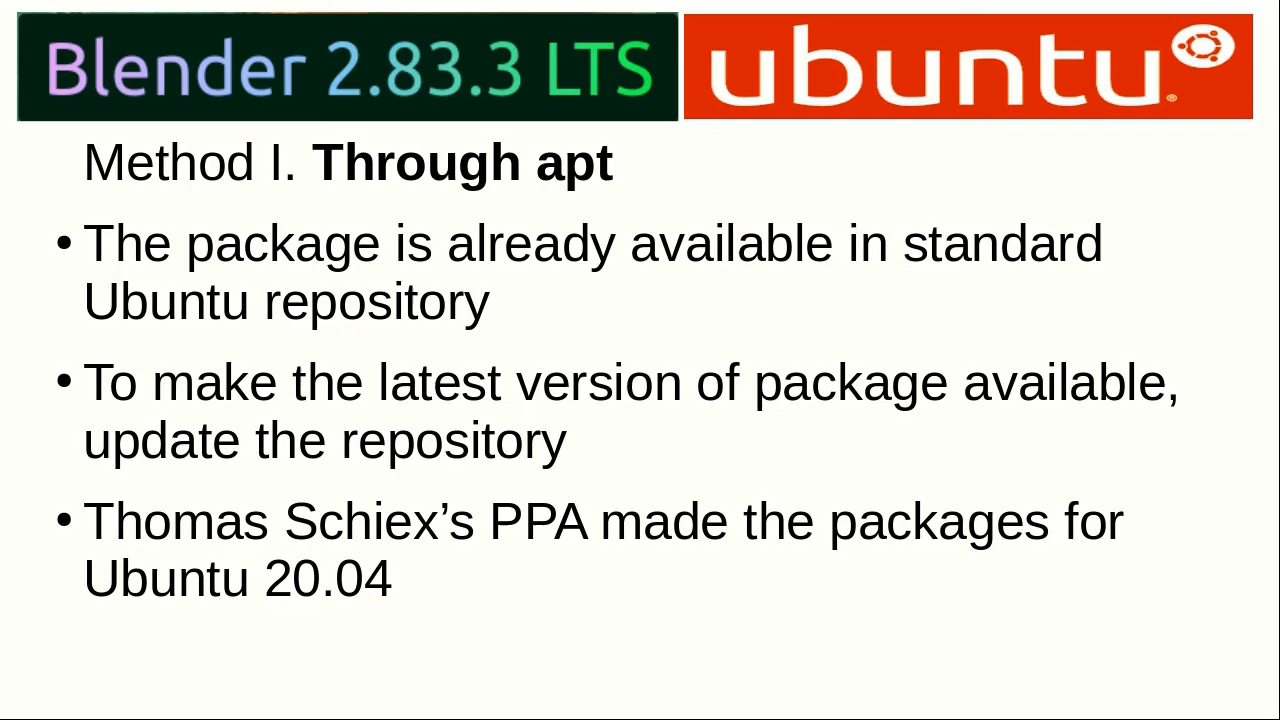 Blender 2.83.3 LTS ubuntu®
Method I. Through apt
• The package is already available in standard
Ubuntu repository
• To make the latest version of package available,
update the repository
• Thomas Schiex’s PPA made the packages for
Ubuntu 20.04